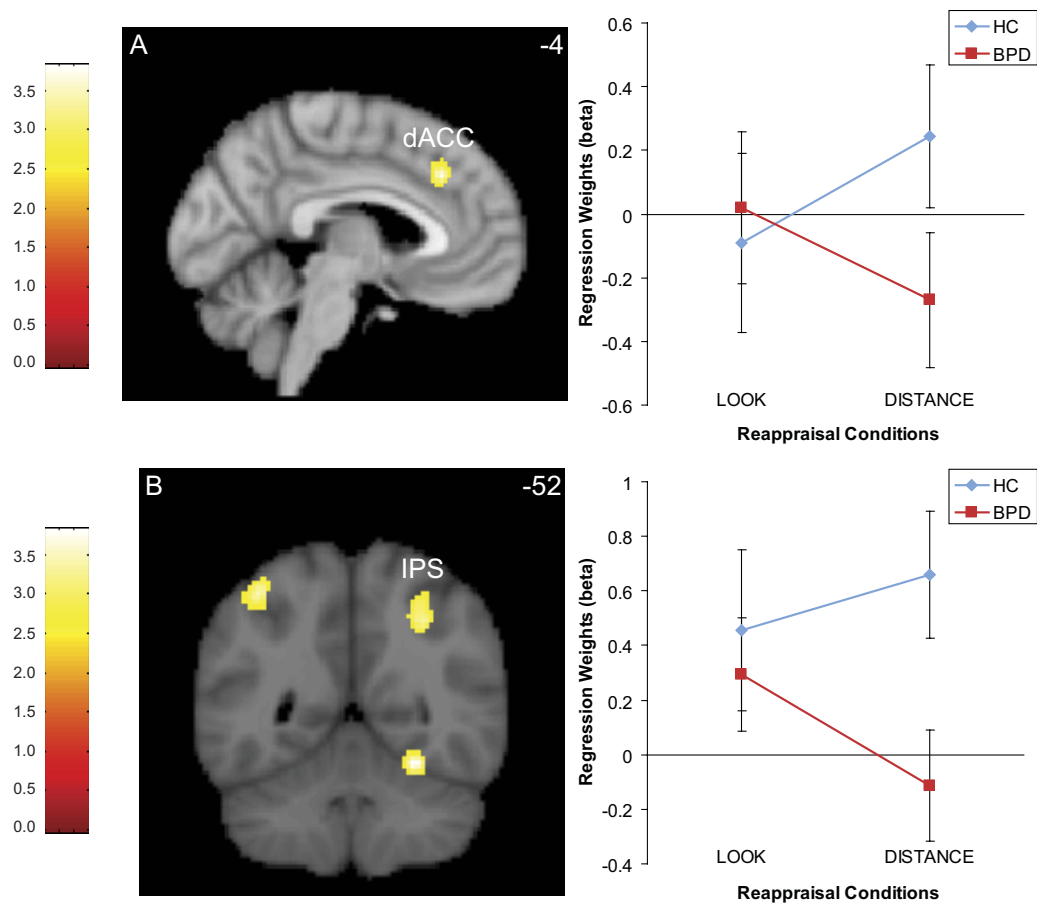 A
-4
dACC
3.5
3.0
2.5
2.0
1.5
1.0
0.5
0.0
Regression Weights (beta)
0.6
0.4
0.2
0
-0.2
-0.4
-0.6
HC
BPD
LOOK
DISTANCE
Reappraisal Conditions
B
-52
IPS
3.5
3.0
2.5
2.0
1.5
1.0
0.5
0.0
Regression Weights (beta)
1
0.8
0.6
0.4
0.2
0
-0.2
-0.4
HC
BPD
LOOK
DISTANCE
Reappraisal Conditions